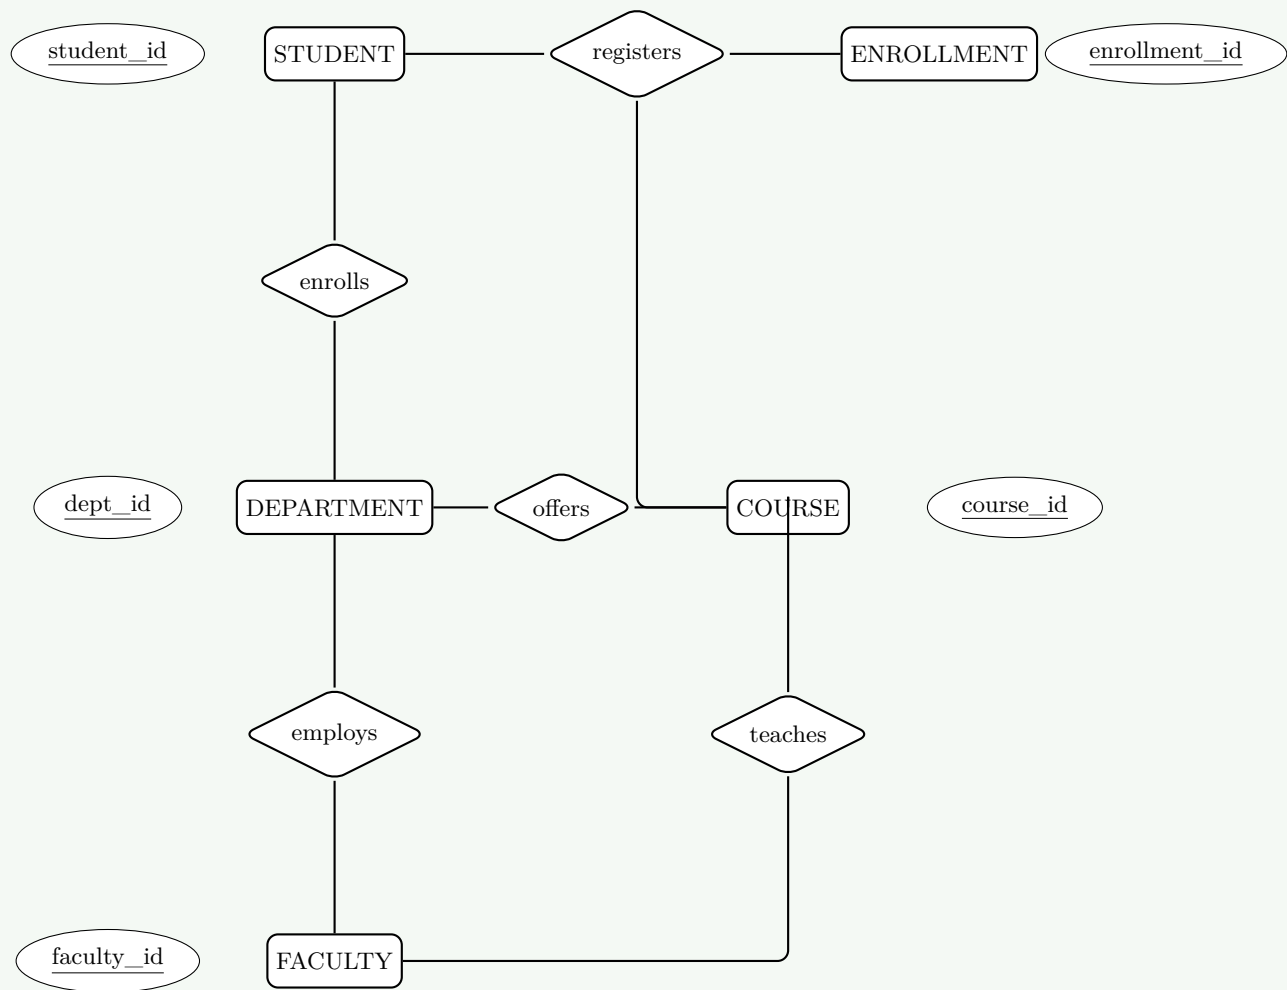 student_id
STUDENT
registers
ENROLLMENT
enrollment_id
enrolls
dept_id
DEPARTMENT
offers
COURSE
course_id
employs
teaches
faculty_id
FACULTY